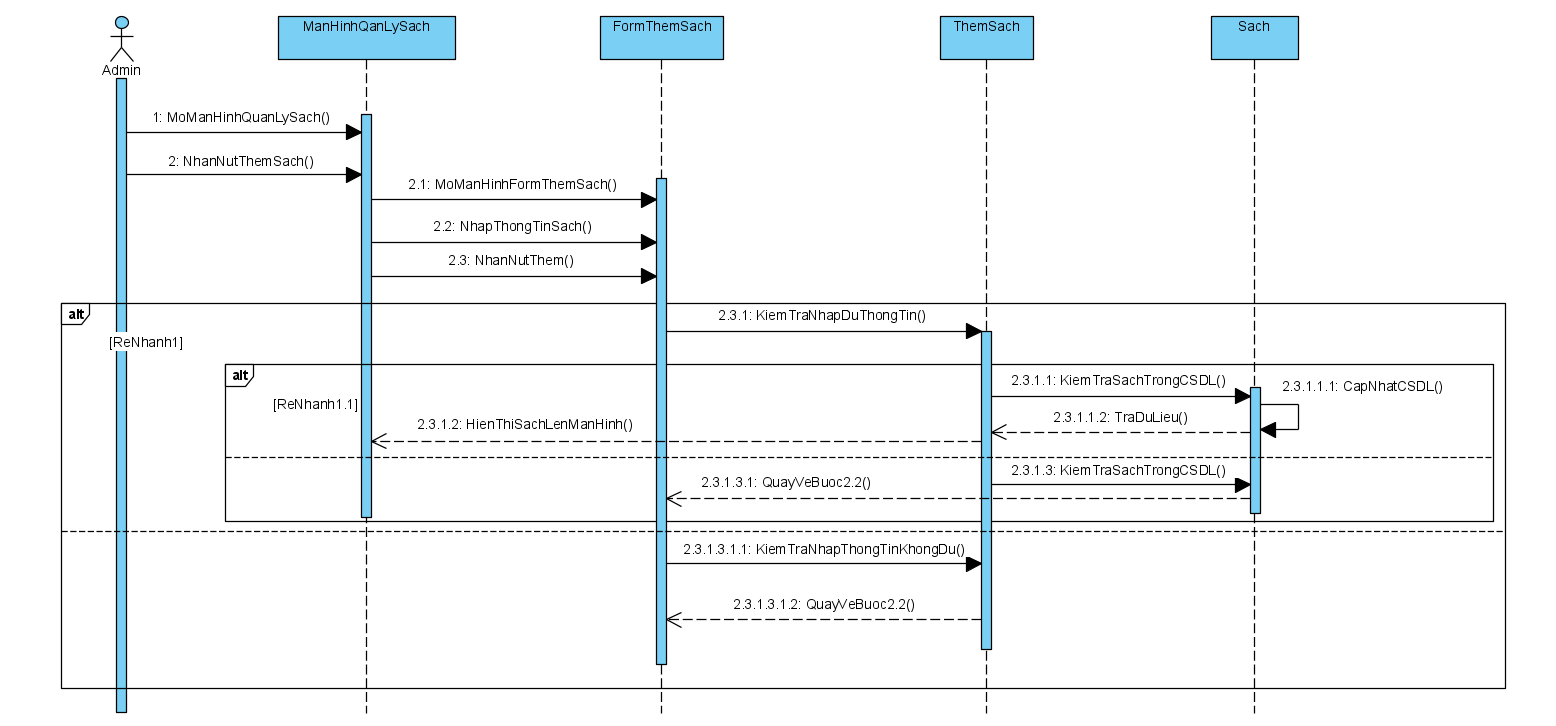 ManHinhQanLySach
FormThemSach
ThemSach
Sach
Admin
1: MoManHinhQuanLySach()
2: NhanNutThemSach()
2.1: MoManHinhFormThemSach()
2.2: NhapThongTinSach()
2.3: NhanNutThem()
alt
2.3.1: KiemTraNhapDuThongTin()
[ReNhanh1]
alt
2.3.1.1: KiemTraSachTrongCSDL()
2.3.1.1.1: CapNhatCSDL()
[ReNhanh1.1]
2.3.1.1.2: TraDuLieu()
2.3.1.2: HienThiSachLenManHinh()
2.3.1.3: KiemTraSachTrongCSDL()
2.3.1.3.1: QuayVeBuoc2.2()
2.3.1.3.1.1: KiemTraNhapThongTinKhongDu()
2.3.1.3.1.2: QuayVeBuoc2.2()